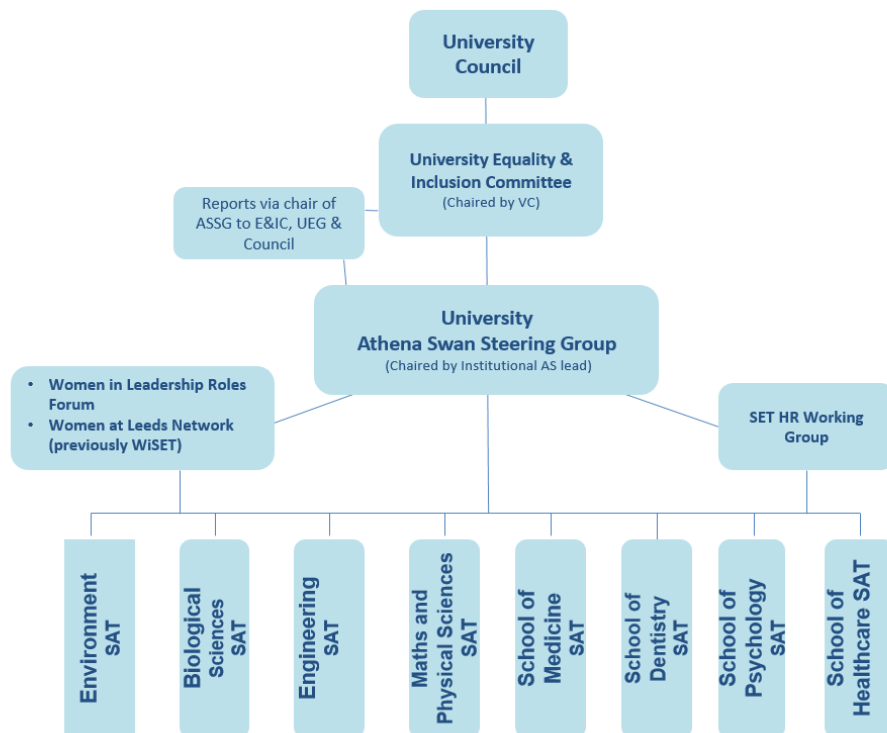 University
Council
University Equality &
Inclusion Committee
(Chaired by VC)
Reports via chair of
ASSG to E&IC, UEG &
Council
University
Athena Swan Steering Group
(Chaired by Institutional AS lead)
• Women in Leadership Roles
Forum
• Women at Leeds Network
(previously WiSET)
SET HR Working
Group
Environment
SAT
Biological
Sciences
SAT
Engineering
SAT
Maths and
Physical Sciences
SAT
School of
Medicine
SAT
School of
Dentistry
SAT
School of
Psychology
SAT
School of
Healthcare SAT